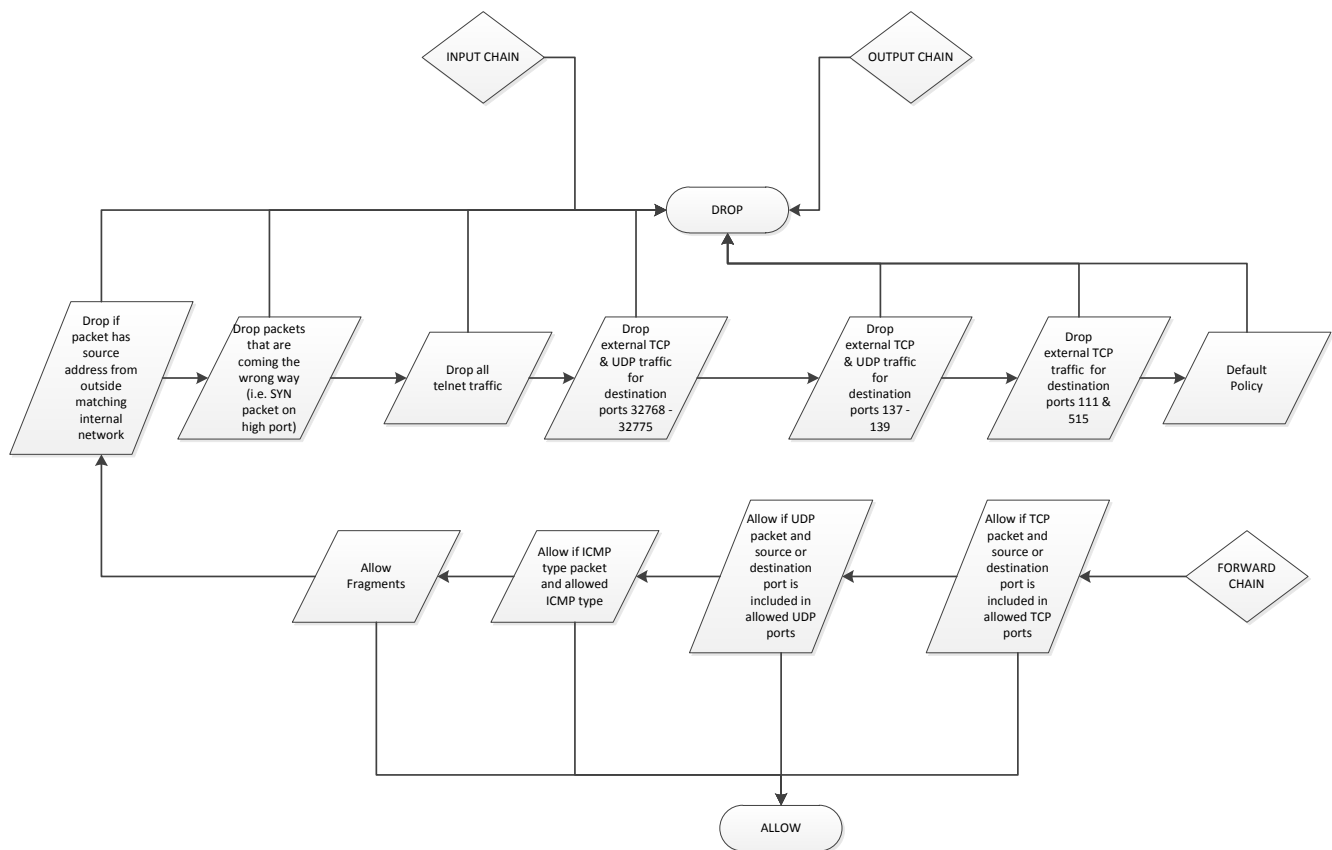 INPUT CHAIN
OUTPUT CHAIN
DROP
Drop if
packet has
source
address from
outside
matching
internal
network
Drop packets
that are
coming the
wrong way
(i.e. SYN
packet on
high port)
Drop all
telnet traffic
Drop
external TCP
& UDP traffic
for
destination
ports 32768 -
32775
Drop
external TCP
& UDP traffic
for
destination
ports 137 -
139
Drop
external TCP
traffic for
destination
ports 111 &
515
Default
Policy
Allow
Fragments
Allow if ICMP
type packet
and allowed
ICMP type
Allow if UDP
packet and
source or
destination
port is
included in
allowed UDP
ports
Allow if TCP
packet and
source or
destination
port is
included in
allowed TCP
ports
FORWARD
CHAIN
ALLOW